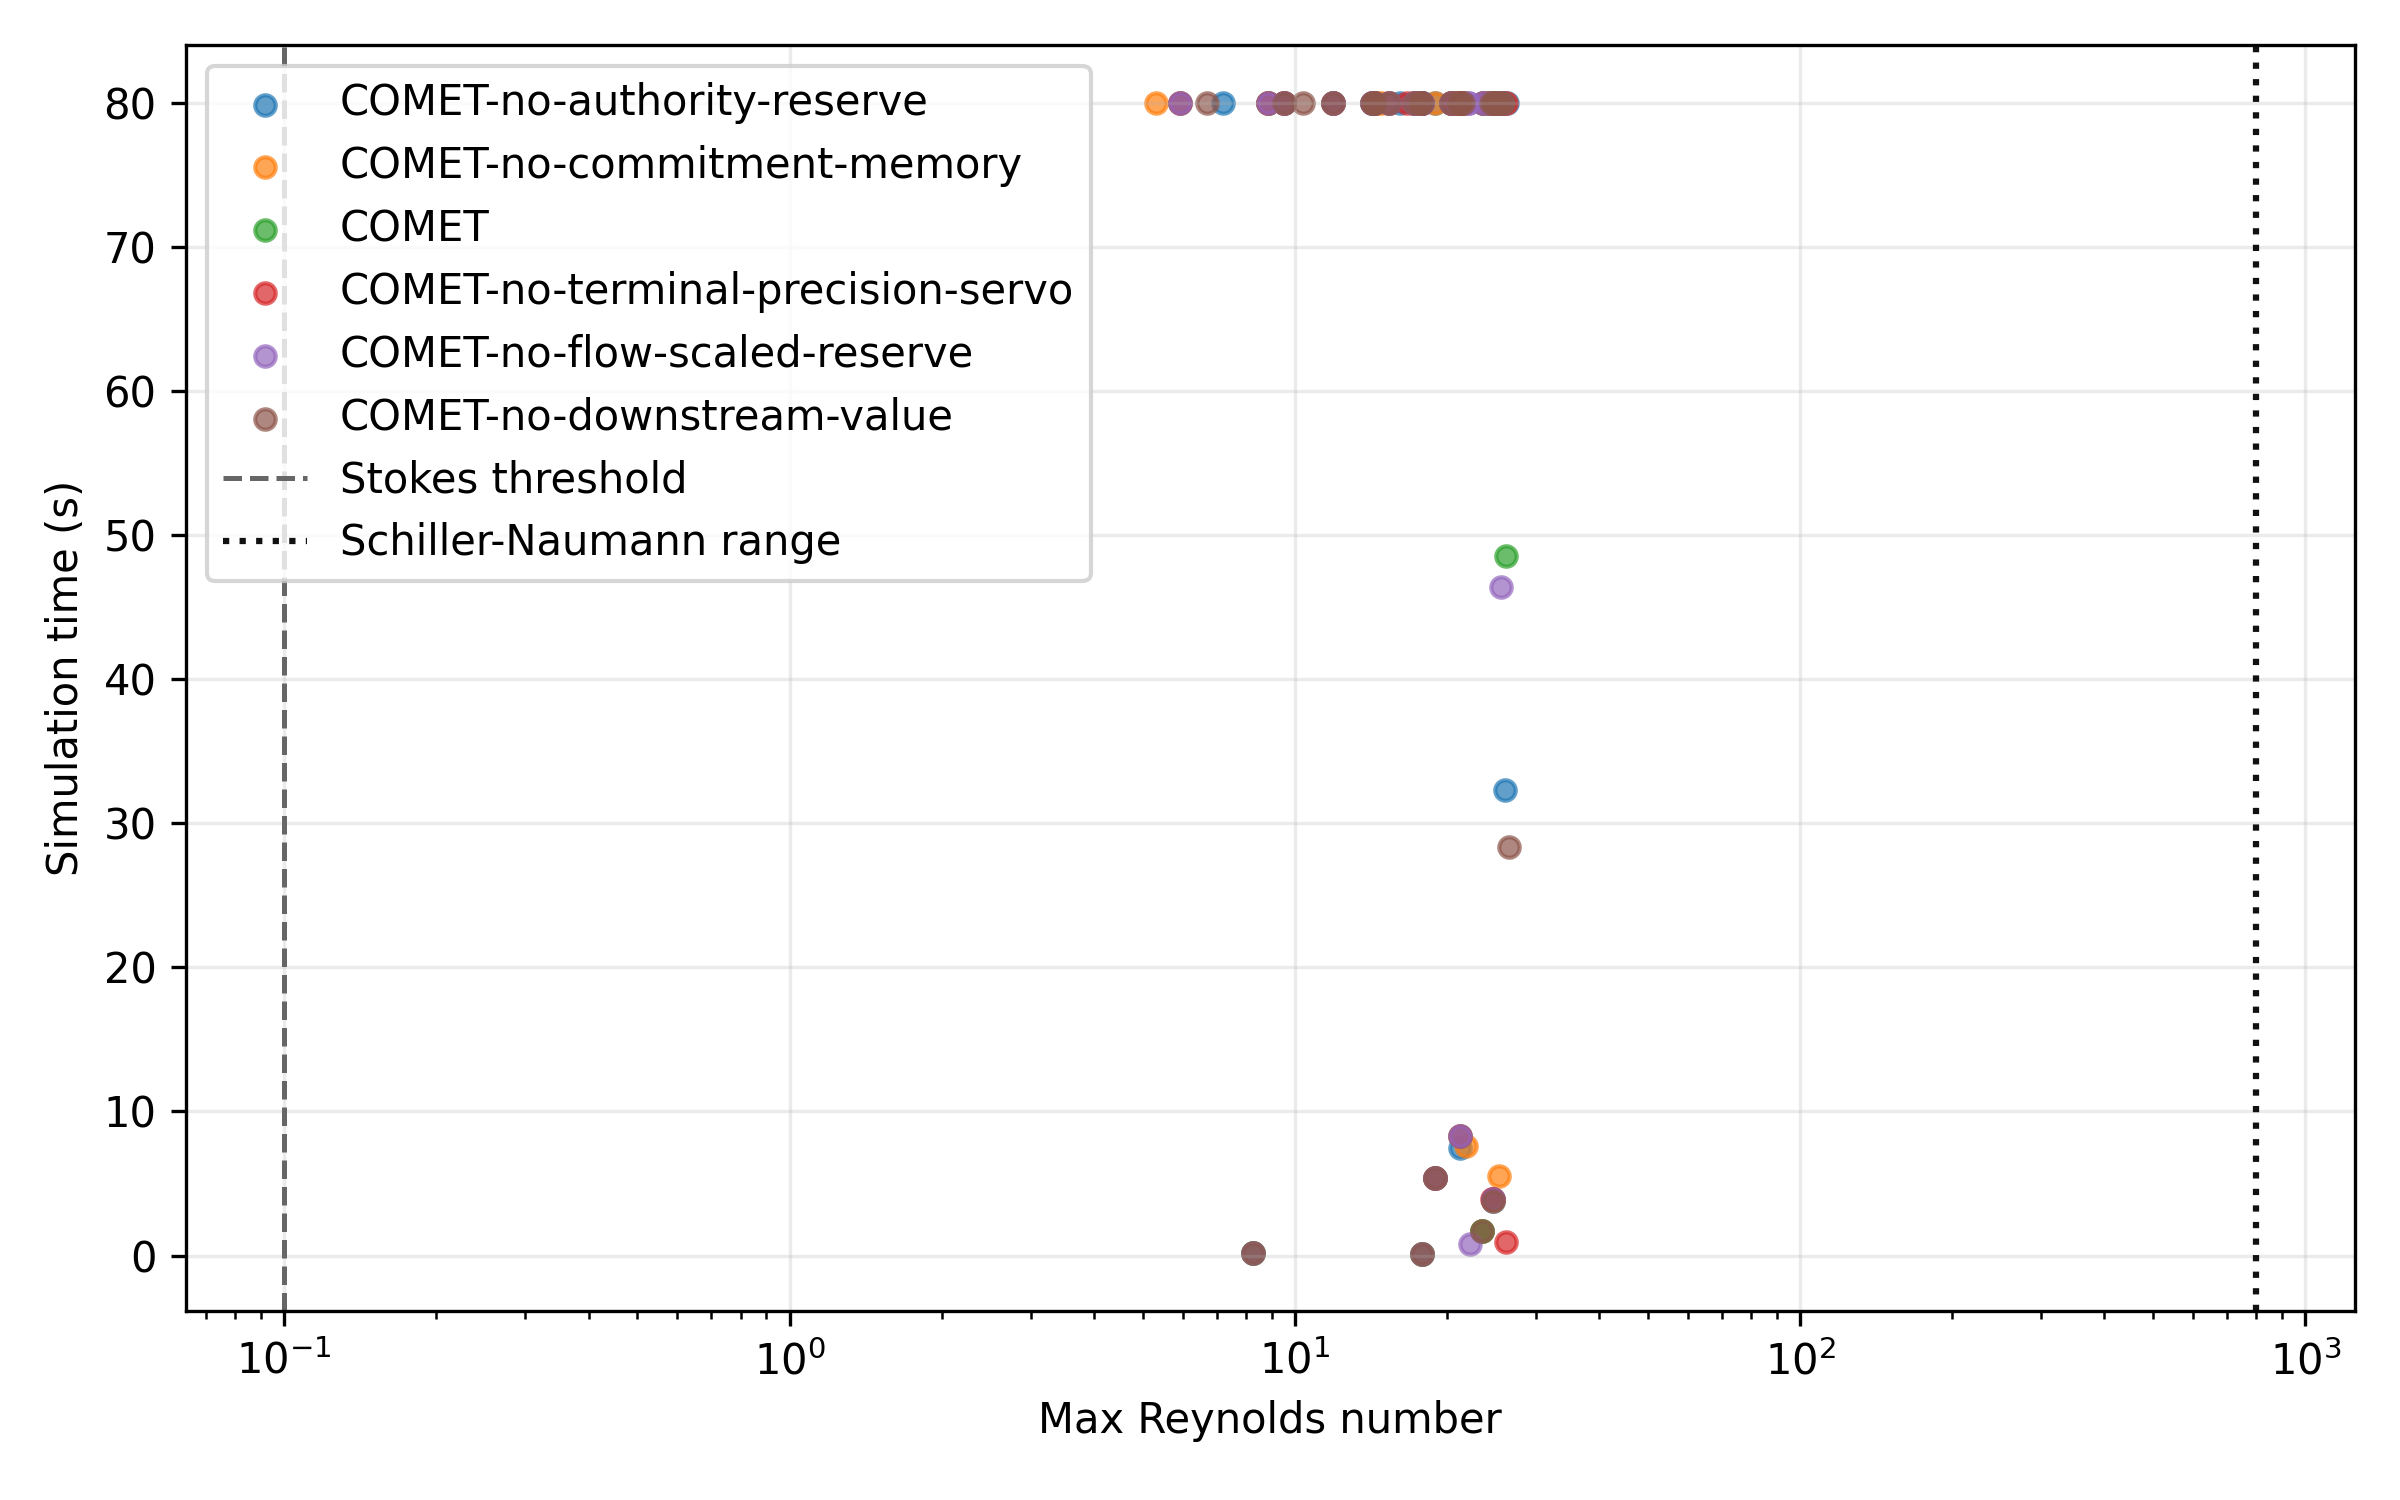 COMET-no-authority-reserve
COMET-no-commitment-memory
COMET
COMET-no-terminal-precision-servo
COMET-no-flow-scaled-reserve
COMET-no-downstream-value
Stokes threshold
Schiller-Naumann range
Simulation time (s)
80
70
60
50
40
30
20
10
0
10⁻¹ 10⁰ 10¹ 10² 10³
Max Reynolds number